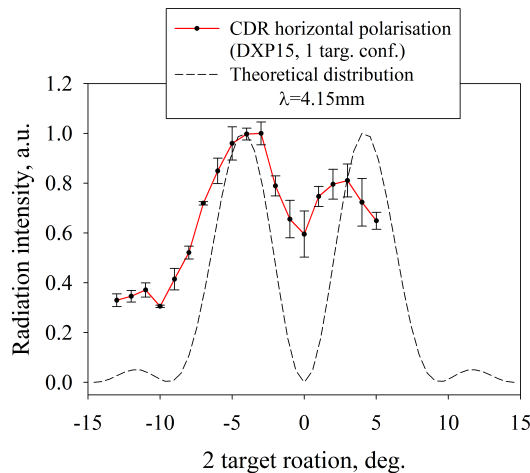 CDR horizontal polarisation
(DXP15, 1 targ. conf.)
Theoretical distribution
λ=4.15mm
1.2
1.0
0.8
0.6
0.4
0.2
0.0
Radiation intensity, a.u.
-15 -10 -5 0 5 10 15
2 target roation, deg.